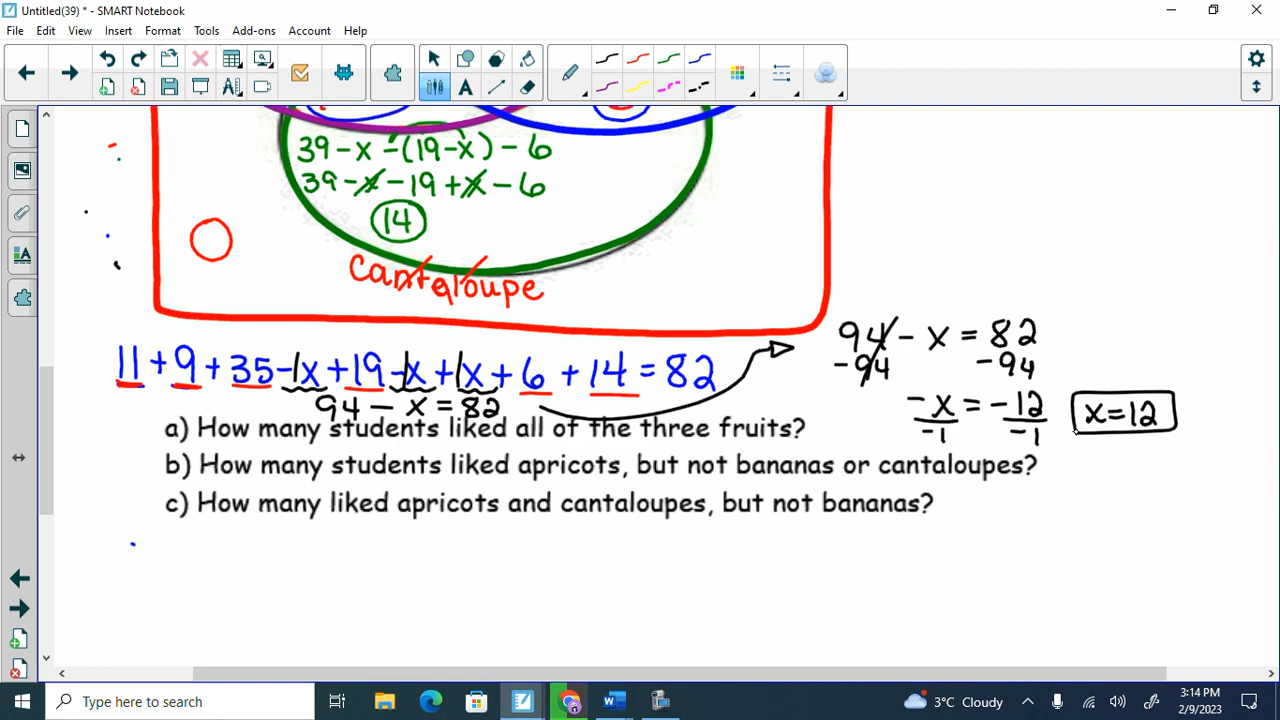 Untitled(39) * - SMART Notebook
File Edit View Insert Format Tools Add-ons Account Help
39 - x - (19 - x) - 6
39 - x - 19 + x - 6
14
Cantaloupe
11 + 9 + 35 - 1x + 19 - 1x + 1x + 6 + 14 = 82
94 - x = 82
94 - x = 82
-94 -94
-x = -12
-1 -1
x = 12
a) How many students liked all of the three fruits?
b) How many students liked apricots, but not bananas or cantaloupes?
c) How many liked apricots and cantaloupes, but not bananas?
Type here to search
3°C Cloudy
3:14 PM
2/9/2023